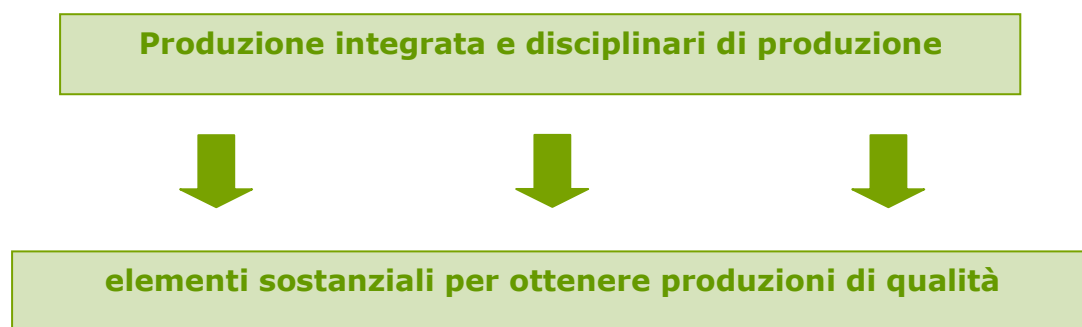 Produzione integrata e disciplinari di produzione
elementi sostanziali per ottenere produzioni di qualità